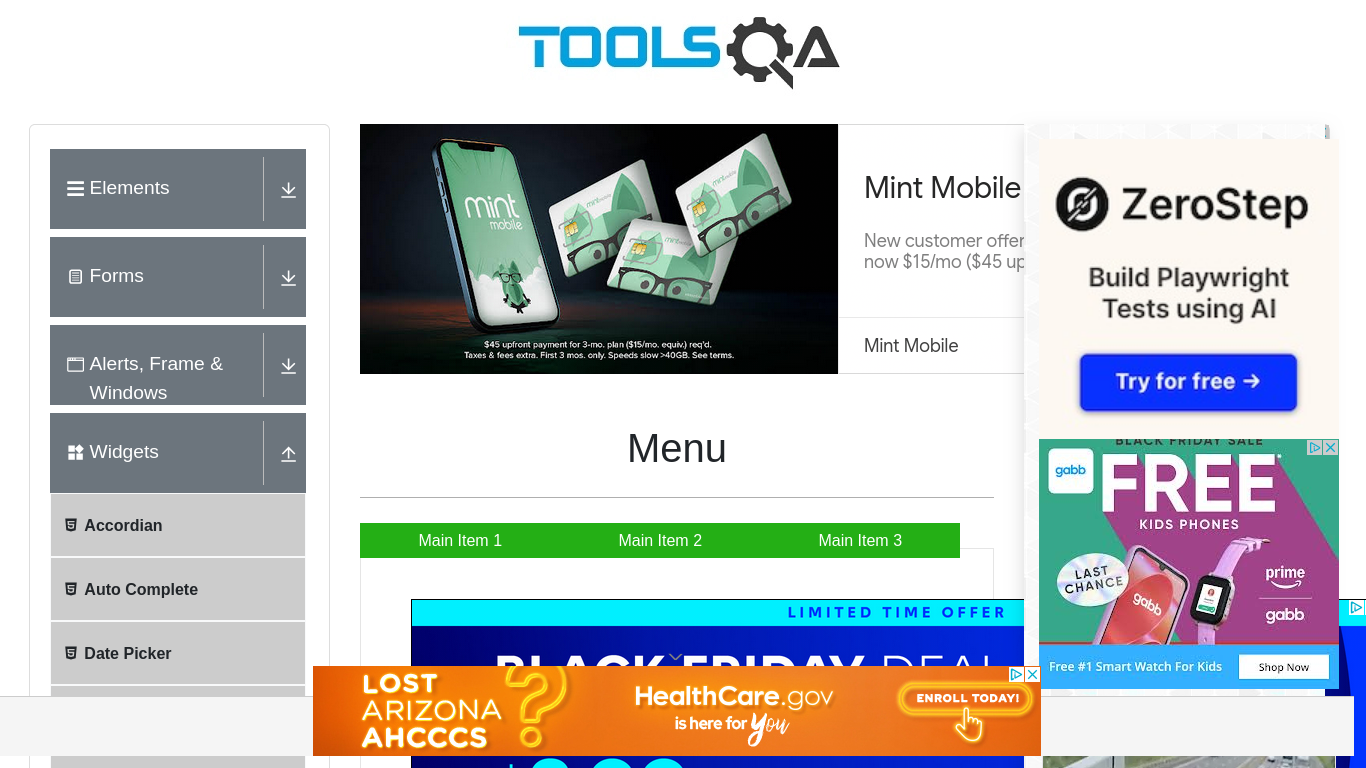 TOOLSQA
Elements
Forms
Alerts, Frame &
Windows
Widgets
Accordian
Auto Complete
Date Picker
mint
mobile
$45 upfront payment for 3-mo. plan ($15/mo. equiv.) req'd.
Taxes & fees extra. First 3 mos. only. Speeds slow >40GB. See terms.
Mint Mobile
New customer offer
now $15/mo ($45 up
Mint Mobile
Menu
Main Item 1
Main Item 2
Main Item 3
LIMITED TIME OFFER
BLACK FRIDAY DEAL
ZeroStep
Build Playwright
Tests using AI
Try for free →
BLACK FRIDAY SALE
gabb
FREE
KIDS PHONES
LAST
CHANCE
gabb
prime
gabb
Free #1 Smart Watch For Kids
Shop Now
LOST
ARIZONA
AHCCCS
?
HealthCare.gov
is here for You
ENROLL TODAY!